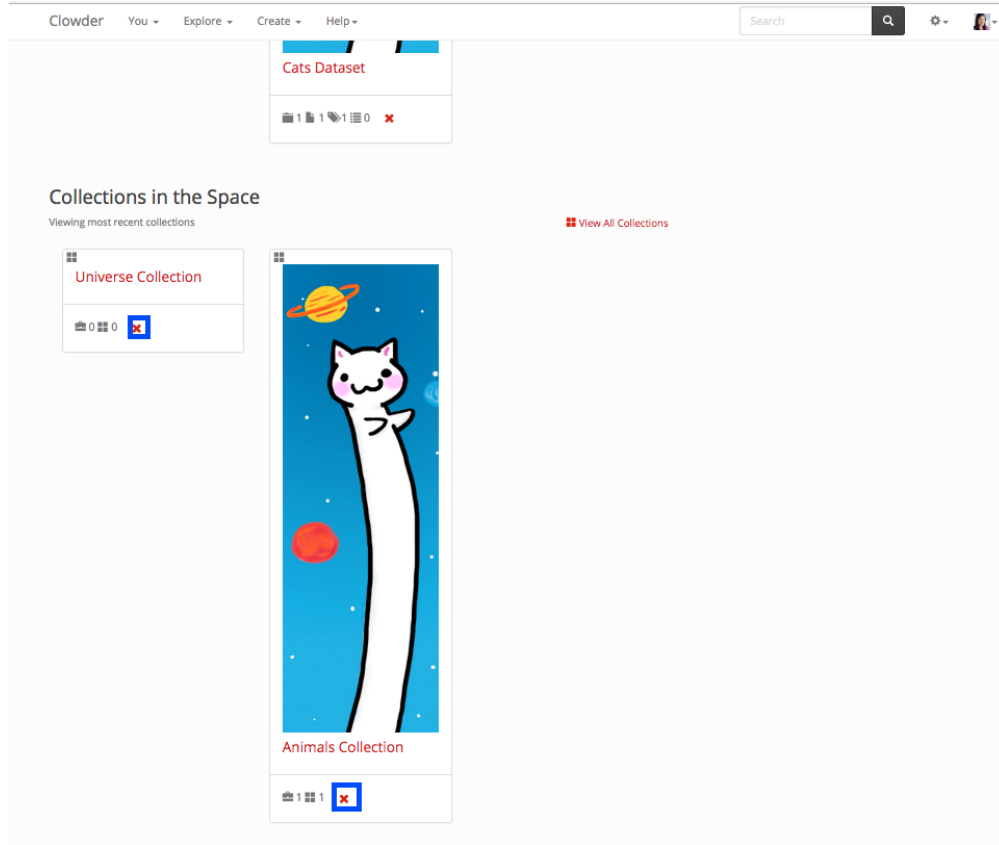 Clowder You Explore Create Help Search
Cats Dataset
1 1 1 0
Collections in the Space
Viewing most recent collections
View All Collections
Universe Collection
0 0
Animals Collection
1 1